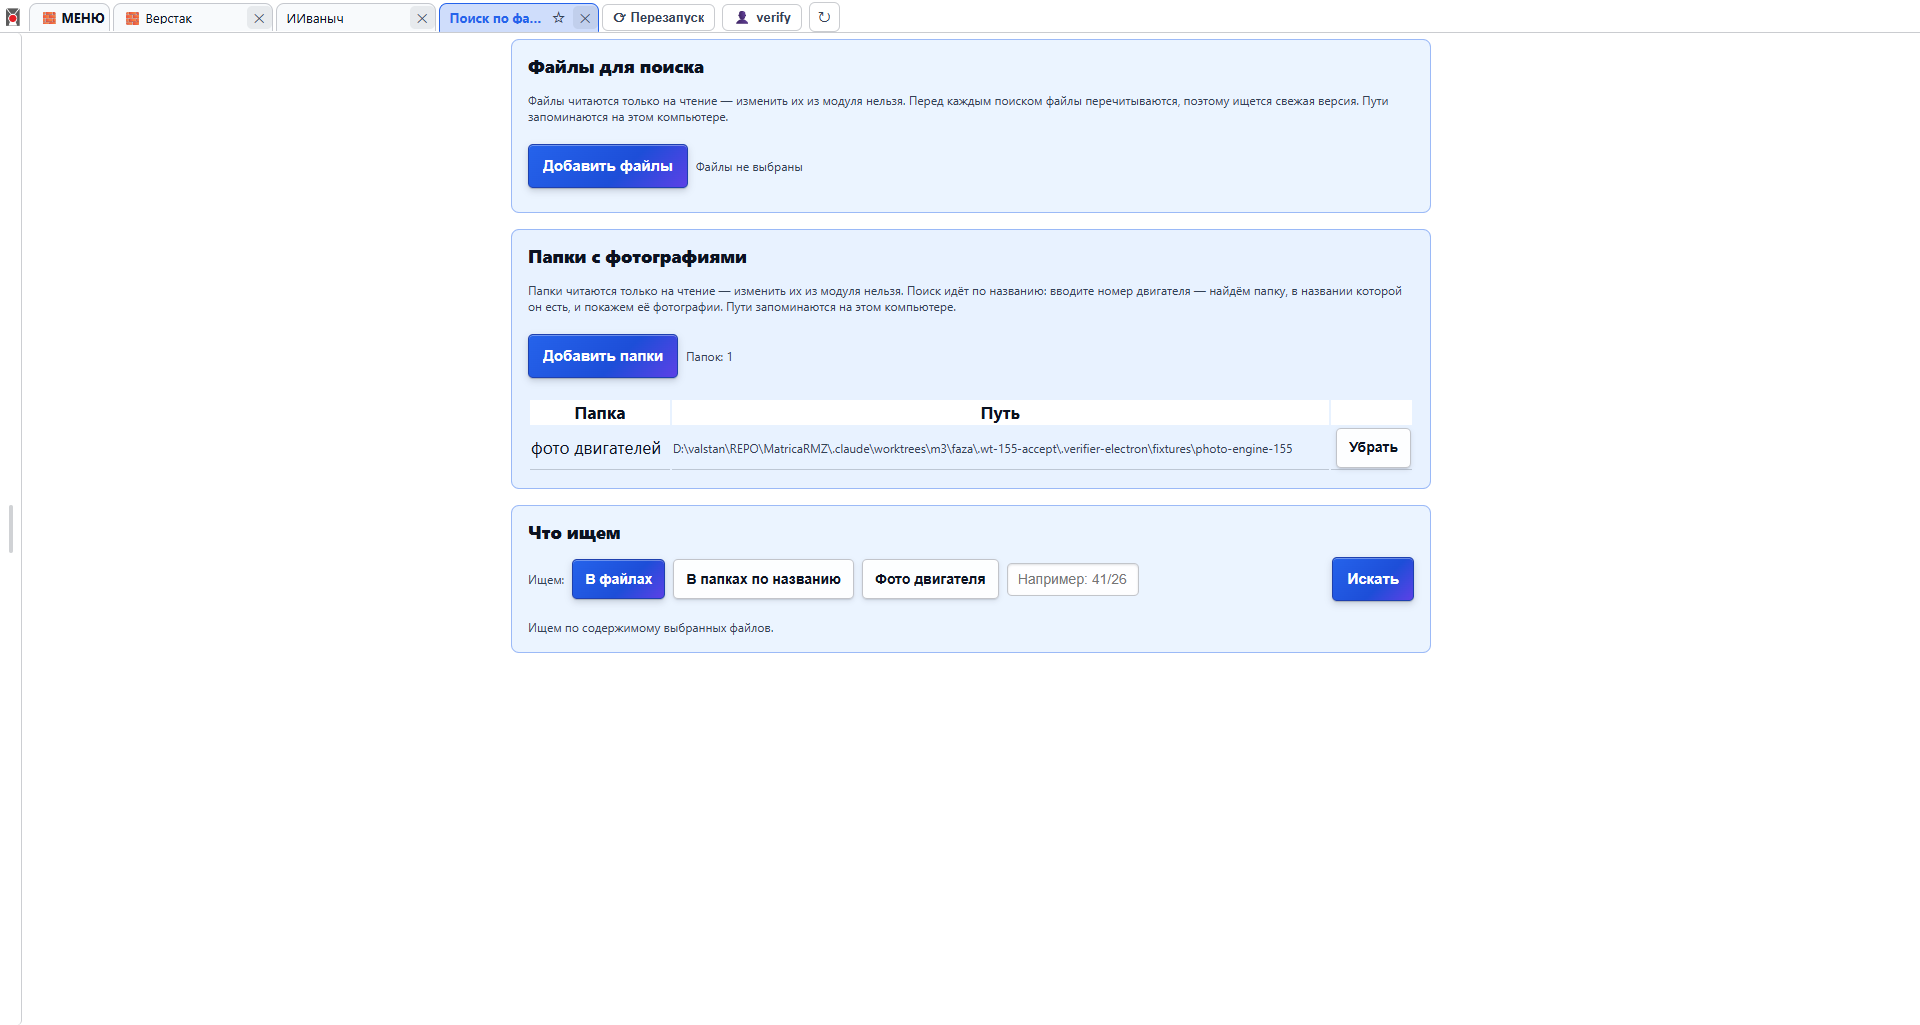 МЕНЮ
Верстак
ИИваныч
Поиск по фа...
Перезапуск
verify
Файлы для поиска
Файлы читаются только на чтение — изменить их из модуля нельзя. Перед каждым поиском файлы перечитываются, поэтому ищется свежая версия. Пути
запоминаются на этом компьютере.
Добавить файлы
Файлы не выбраны
Папки с фотографиями
Папки читаются только на чтение — изменить их из модуля нельзя. Поиск идёт по названию: вводите номер двигателя — найдём папку, в названии которой
он есть, и покажем её фотографии. Пути запоминаются на этом компьютере.
Добавить папки
Папок: 1
Папка
Путь
фото двигателей
D:\valstan\REPO\MatricaRMZ\.claude\worktrees\m3\faza\.wt-155-accept\.verifier-electron\fixtures\photo-engine-155
Убрать
Что ищем
Ищем:
В файлах
В папках по названию
Фото двигателя
Например: 41/26
Искать
Ищем по содержимому выбранных файлов.